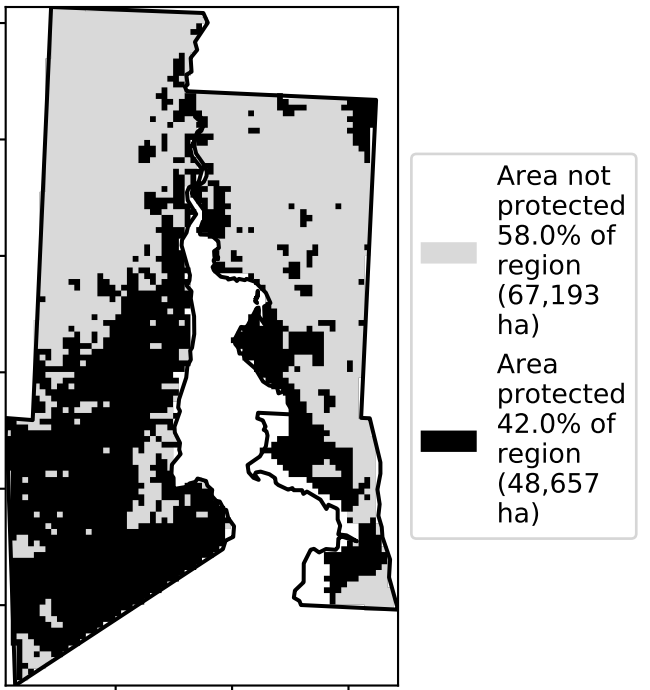 Area not
protected
58.0% of
region
(67,193
ha)
Area
protected
42.0% of
region
(48,657
ha)